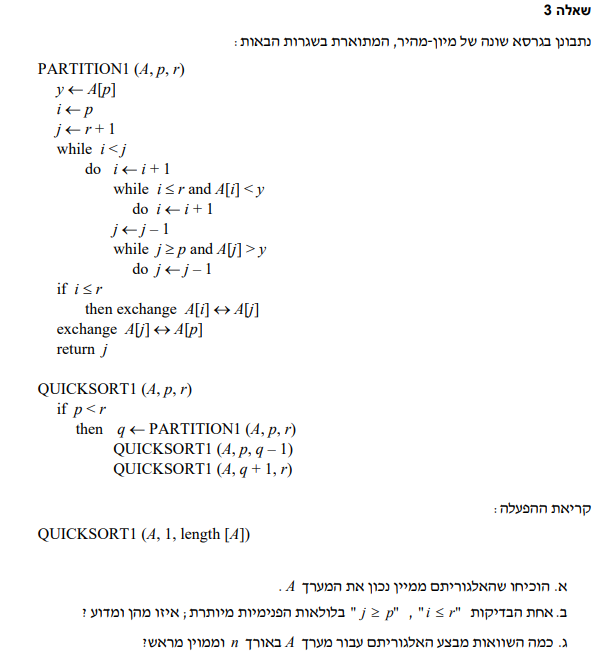 שאלה 3
נתבונן בגרסא שונה של מיון-מהיר, המתוארת בשגרות הבאות :
PARTITION1 (A, p, r)
y ← A[p]
i ← p
j ← r + 1
while i < j
do i ← i + 1
while i ≤ r and A[i] < y
do i ← i + 1
j ← j – 1
while j ≥ p and A[j] > y
do j ← j – 1
if i ≤ r
then exchange A[i] ↔ A[j]
exchange A[j] ↔ A[p]
return j
QUICKSORT1 (A, p, r)
if p < r
then q ← PARTITION1 (A, p, r)
QUICKSORT1 (A, p, q – 1)
QUICKSORT1 (A, q + 1, r)
קריאת ההפעלה :
QUICKSORT1 (A, 1, length [A])
א. הוכיחו שהאלגוריתם ממיין נכון את המערך A .
ב. אחת הבדיקות "i ≤ r" , "j ≥ p" בלולאות הפנימיות מיותרת ; איזו מהן ומדוע ?
ג. כמה השוואות מבצע האלגוריתם עבור מערך A באורך n וממוין מראש?